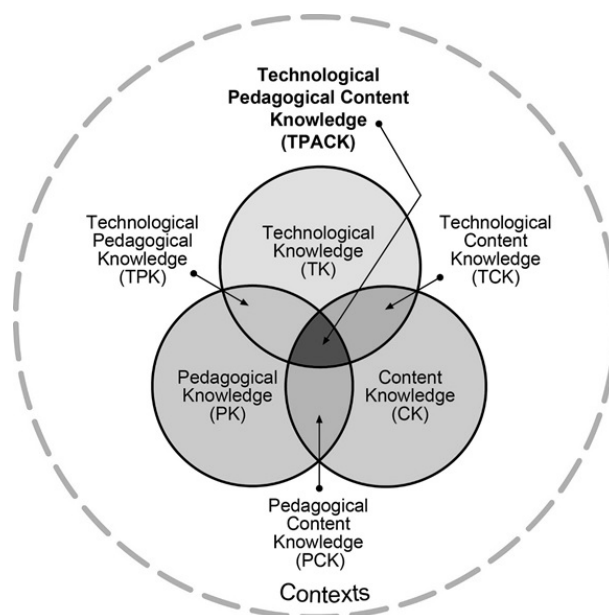 Technological
Pedagogical Content
Knowledge
(TPACK)
Technological
Pedagogical
Knowledge
(TPK)
Technological
Knowledge
(TK)
Technological
Content
Knowledge
(TCK)
Pedagogical
Knowledge
(PK)
Content
Knowledge
(CK)
Pedagogical
Content
Knowledge
(PCK)
Contexts